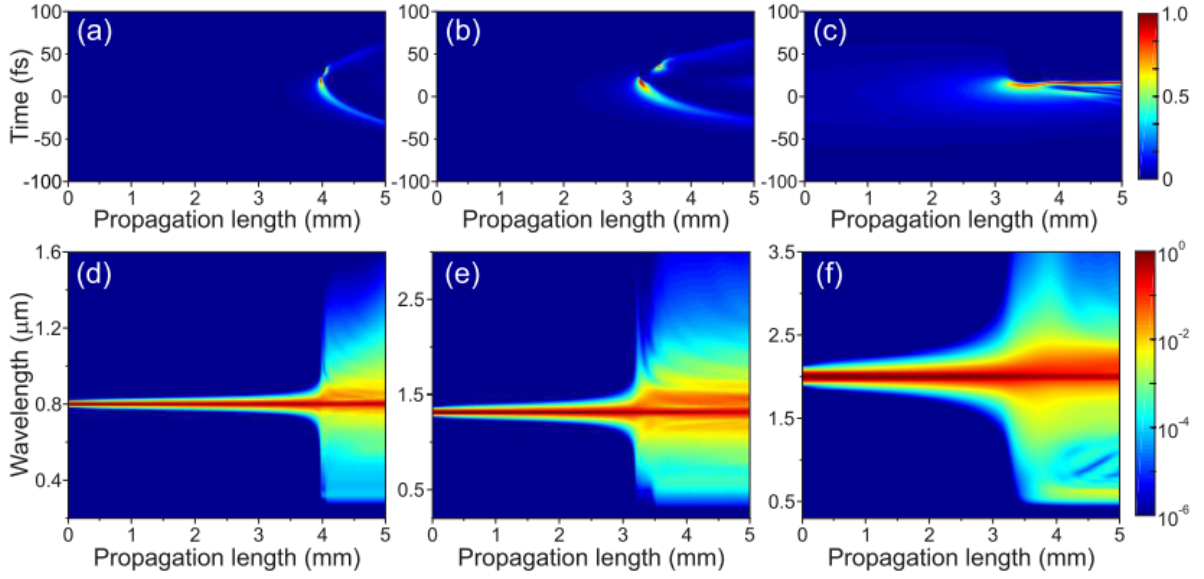 (a) (b) (c)
Time (fs)
100 50 0 -50 -100
0 1 2 3 4 5
Propagation length (mm)
100 50 0 -50 -100
0 1 2 3 4 5
Propagation length (mm)
100 50 0 -50 -100
0 1 2 3 4 5
Propagation length (mm)
1.0 0.5 0
(d) (e) (f)
Wavelength (μm)
1.6 1.2 0.8 0.4
0 1 2 3 4 5
Propagation length (mm)
2.5 1.5 0.5
0 1 2 3 4 5
Propagation length (mm)
3.5 2.5 1.5 0.5
0 1 2 3 4 5
Propagation length (mm)
10⁰ 10⁻² 10⁻⁴ 10⁻⁶